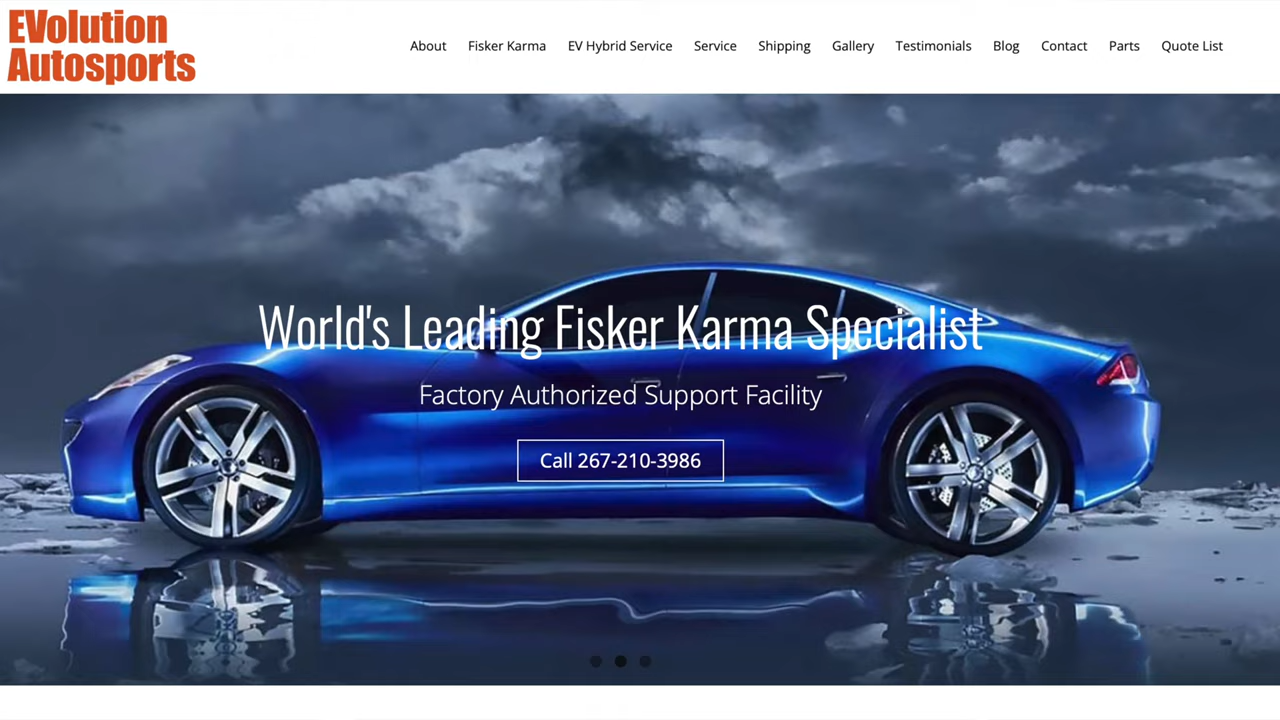 EVolution
Autosports
About Fisker Karma EV Hybrid Service Service Shipping Gallery Testimonials Blog Contact Parts Quote List
World's Leading Fisker Karma Specialist
Factory Authorized Support Facility
Call 267-210-3986